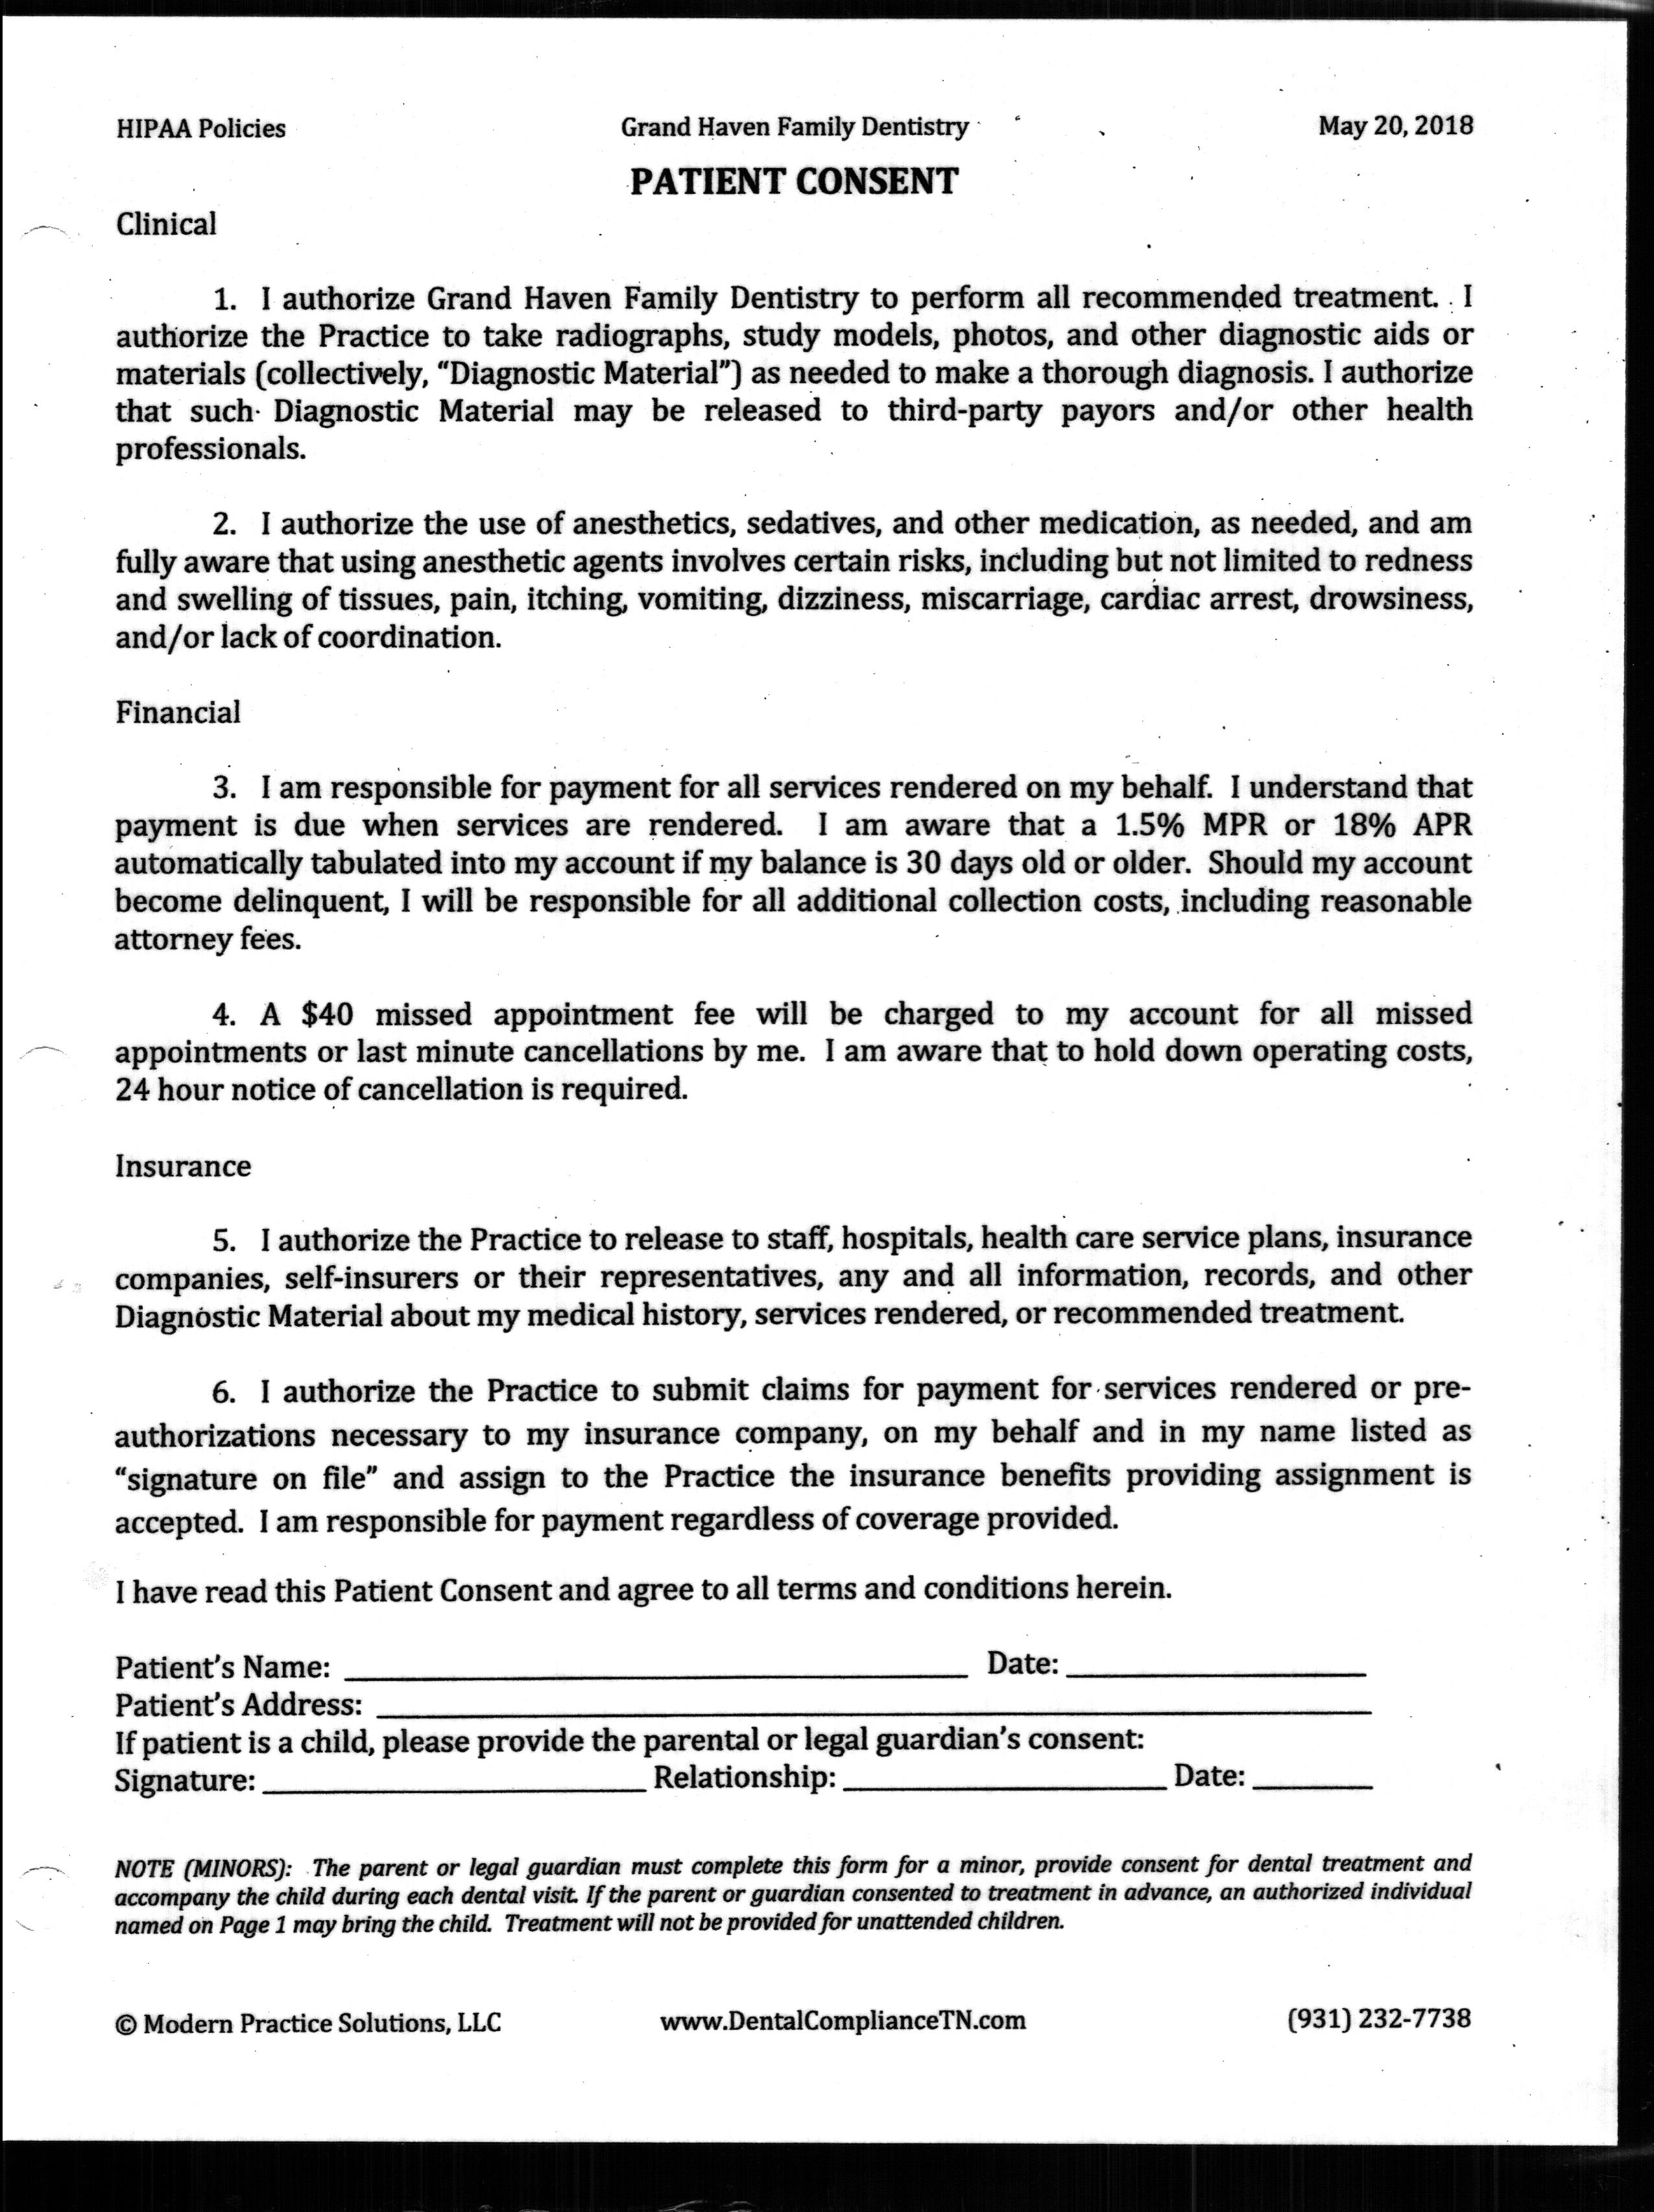 HIPAA Policies Grand Haven Family Dentistry May 20, 2018
PATIENT CONSENT
Clinical
1. I authorize Grand Haven Family Dentistry to perform all recommended treatment. I
authorize the Practice to take radiographs, study models, photos, and other diagnostic aids or
materials (collectively, “Diagnostic Material”) as needed to make a thorough diagnosis. I authorize
that such Diagnostic Material may be released to third-party payors and/or other health
professionals.
2. I authorize the use of anesthetics, sedatives, and other medication, as needed, and am
fully aware that using anesthetic agents involves certain risks, including but not limited to redness
and swelling of tissues, pain, itching, vomiting, dizziness, miscarriage, cardiac arrest, drowsiness,
and/or lack of coordination.
Financial
3. I am responsible for payment for all services rendered on my behalf. I understand that
payment is due when services are rendered. I am aware that a 1.5% MPR or 18% APR
automatically tabulated into my account if my balance is 30 days old or older. Should my account
become delinquent, I will be responsible for all additional collection costs, including reasonable
attorney fees.
4. A $40 missed appointment fee will be charged to my account for all missed
appointments or last minute cancellations by me. I am aware that to hold down operating costs,
24 hour notice of cancellation is required.
Insurance
5. I authorize the Practice to release to staff, hospitals, health care service plans, insurance
companies, self-insurers or their representatives, any and all information, records, and other
Diagnostic Material about my medical history, services rendered, or recommended treatment.
6. I authorize the Practice to submit claims for payment for services rendered or pre-
authorizations necessary to my insurance company, on my behalf and in my name listed as
“signature on file” and assign to the Practice the insurance benefits providing assignment is
accepted. I am responsible for payment regardless of coverage provided.
I have read this Patient Consent and agree to all terms and conditions herein.
Patient’s Name: Date:
Patient’s Address:
If patient is a child, please provide the parental or legal guardian’s consent:
Signature: Relationship: Date:
NOTE (MINORS): The parent or legal guardian must complete this form for a minor, provide consent for dental treatment and
accompany the child during each dental visit. If the parent or guardian consented to treatment in advance, an authorized individual
named on Page 1 may bring the child. Treatment will not be provided for unattended children.
© Modern Practice Solutions, LLC www.DentalComplianceTN.com (931) 232-7738